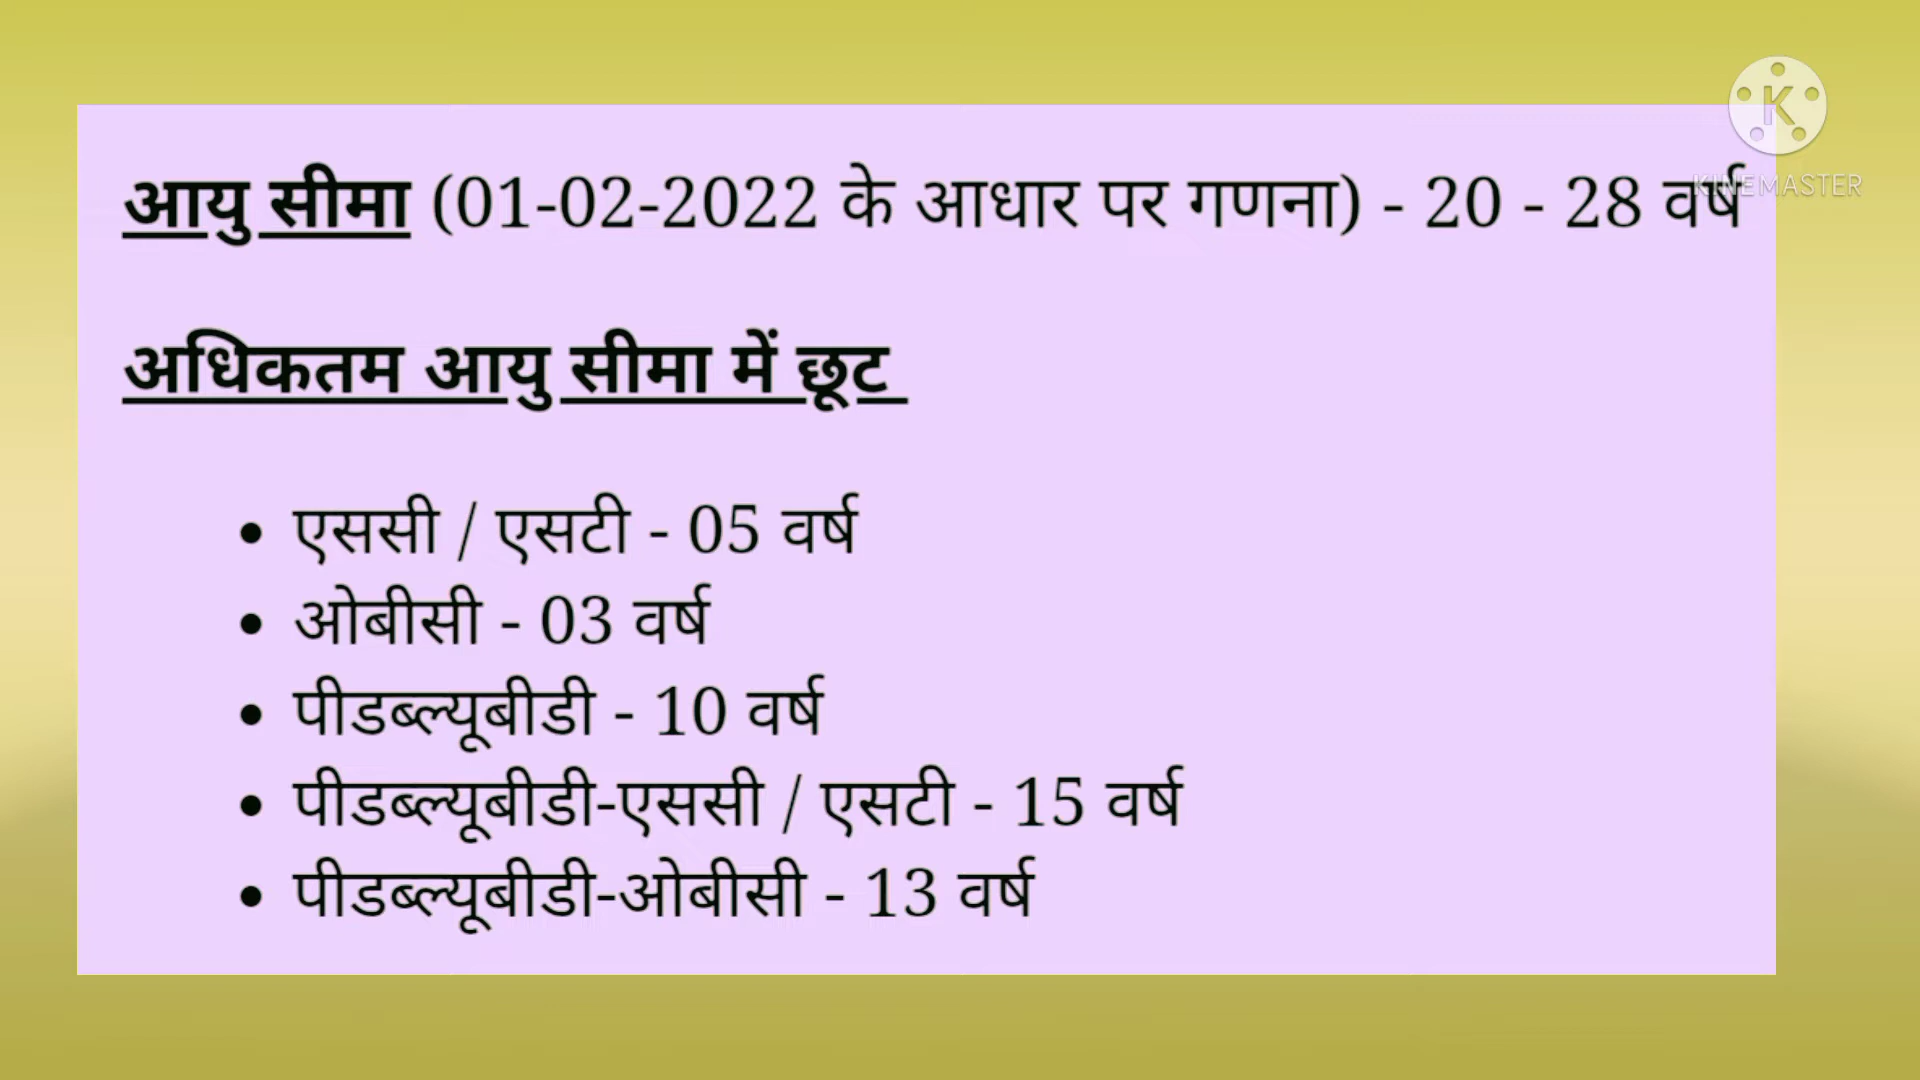 आयु सीमा (01-02-2022 के आधार पर गणना) - 20 - 28 वर्ष
KINEMASTER
अधिकतम आयु सीमा में छूट
• एससी / एसटी - 05 वर्ष
• ओबीसी - 03 वर्ष
• पीडब्ल्यूबीडी - 10 वर्ष
• पीडब्ल्यूबीडी-एससी / एसटी - 15 वर्ष
• पीडब्ल्यूबीडी-ओबीसी - 13 वर्ष